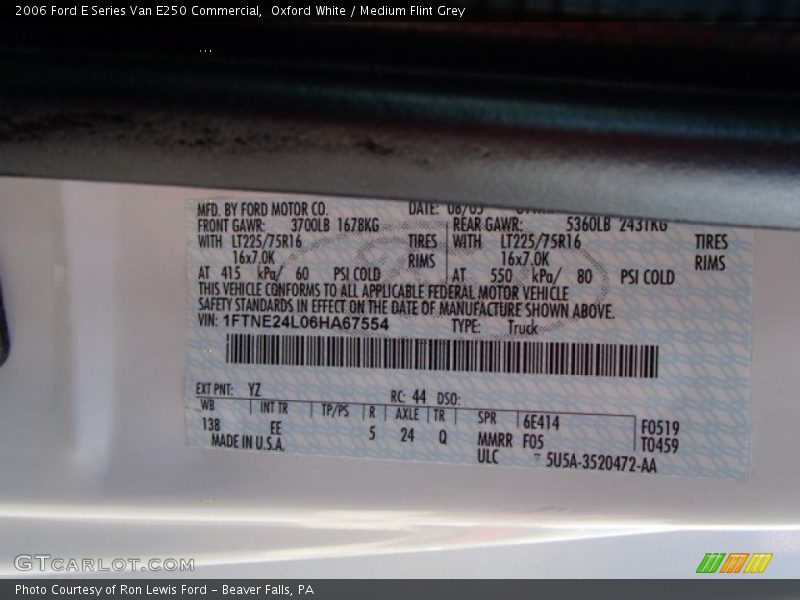 2006 Ford E Series Van E250 Commercial,  Oxford White / Medium Flint Grey
MFD. BY FORD MOTOR CO. DATE: 08/05
FRONT GAWR: 3700LB 1678KG REAR GAWR: 5360LB 2431KG
WITH LT225/75R16 TIRES WITH LT225/75R16 TIRES
16x7.0K RIMS 16x7.0K RIMS
AT 415 kPa/ 60 PSI COLD AT 550 kPa/ 80 PSI COLD
THIS VEHICLE CONFORMS TO ALL APPLICABLE FEDERAL MOTOR VEHICLE
SAFETY STANDARDS IN EFFECT ON THE DATE OF MANUFACTURE SHOWN ABOVE.
VIN: 1FTNE24L06HA67554 TYPE: Truck
EXT PNT: YZ RC: 44 DSO:
WB INT TR TP/PS R AXLE TR SPR 6E414 F0519
138 EE 5 24 Q MMRR F05 T0459
MADE IN U.S.A. ULC 5U5A-3520472-AA
GTCARLOT.COM
Photo Courtesy of Ron Lewis Ford - Beaver Falls, PA